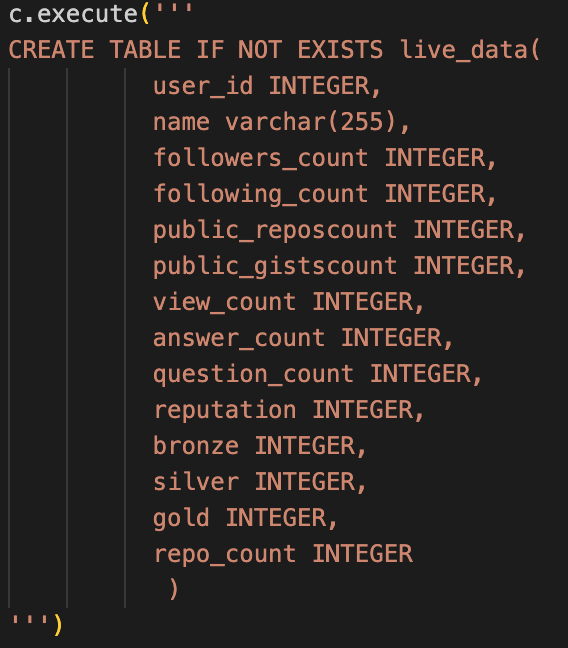 c.execute('''
CREATE TABLE IF NOT EXISTS live_data(
user_id INTEGER,
name varchar(255),
followers_count INTEGER,
following_count INTEGER,
public_reposcount INTEGER,
public_gistscount INTEGER,
view_count INTEGER,
answer_count INTEGER,
question_count INTEGER,
reputation INTEGER,
bronze INTEGER,
silver INTEGER,
gold INTEGER,
repo_count INTEGER
)
''')